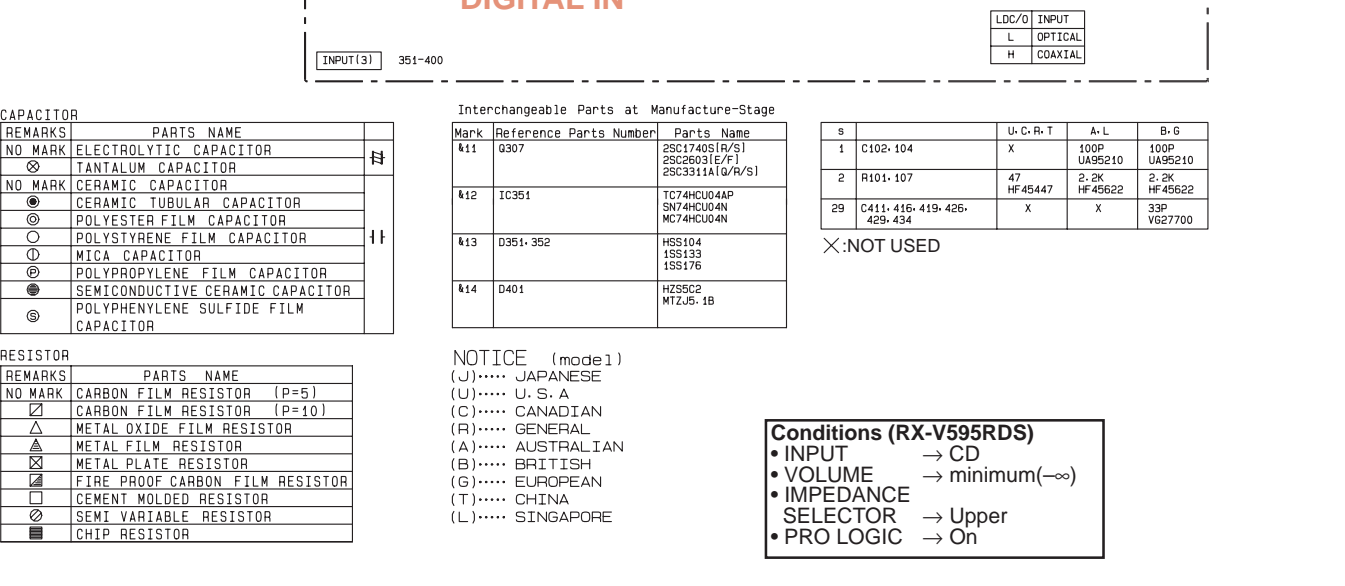 DIGITAL IN
LDC/O INPUT
L OPTICAL
H COAXIAL
INPUT(3) 351-400
CAPACITOR
REMARKS PARTS NAME
NO MARK ELECTROLYTIC CAPACITOR
⊗ TANTALUM CAPACITOR
NO MARK CERAMIC CAPACITOR
CERAMIC TUBULAR CAPACITOR
POLYESTER FILM CAPACITOR
POLYSTYRENE FILM CAPACITOR
MICA CAPACITOR
Ⓟ POLYPROPYLENE FILM CAPACITOR
SEMICONDUCTIVE CERAMIC CAPACITOR
Ⓢ POLYPHENYLENE SULFIDE FILM
CAPACITOR
RESISTOR
REMARKS PARTS NAME
NO MARK CARBON FILM RESISTOR (P=5)
CARBON FILM RESISTOR (P=10)
METAL OXIDE FILM RESISTOR
METAL FILM RESISTOR
METAL PLATE RESISTOR
FIRE PROOF CARBON FILM RESISTOR
CEMENT MOLDED RESISTOR
SEMI VARIABLE RESISTOR
CHIP RESISTOR
Interchangeable Parts at Manufacture-Stage
Mark Reference Parts Number Parts Name
&11 Q307 2SC1740S[R/S]
2SC2603[E/F]
2SC3311A[Q/R/S]
&12 IC351 TC74HCU04AP
SN74HCU04N
MC74HCU04N
&13 D351, 352 HSS104
1SS133
1SS176
&14 D401 HZS5C2
MTZJ5.1B
NOTICE (model)
(J)····· JAPANESE
(U)····· U.S.A
(C)····· CANADIAN
(R)····· GENERAL
(A)····· AUSTRALIAN
(B)····· BRITISH
(G)····· EUROPEAN
(T)····· CHINA
(L)····· SINGAPORE
s U.C.R.T A.L B.G
1 C102, 104 X 100P 100P
UA95210 UA95210
2 R101, 107 47 2.2K 2.2K
HF45447 HF45622 HF45622
29 C411, 416, 419, 426, X X 33P
429, 434 VG27700
×:NOT USED
Conditions (RX-V595RDS)
• INPUT → CD
• VOLUME → minimum(–∞)
• IMPEDANCE
SELECTOR → Upper
• PRO LOGIC → On